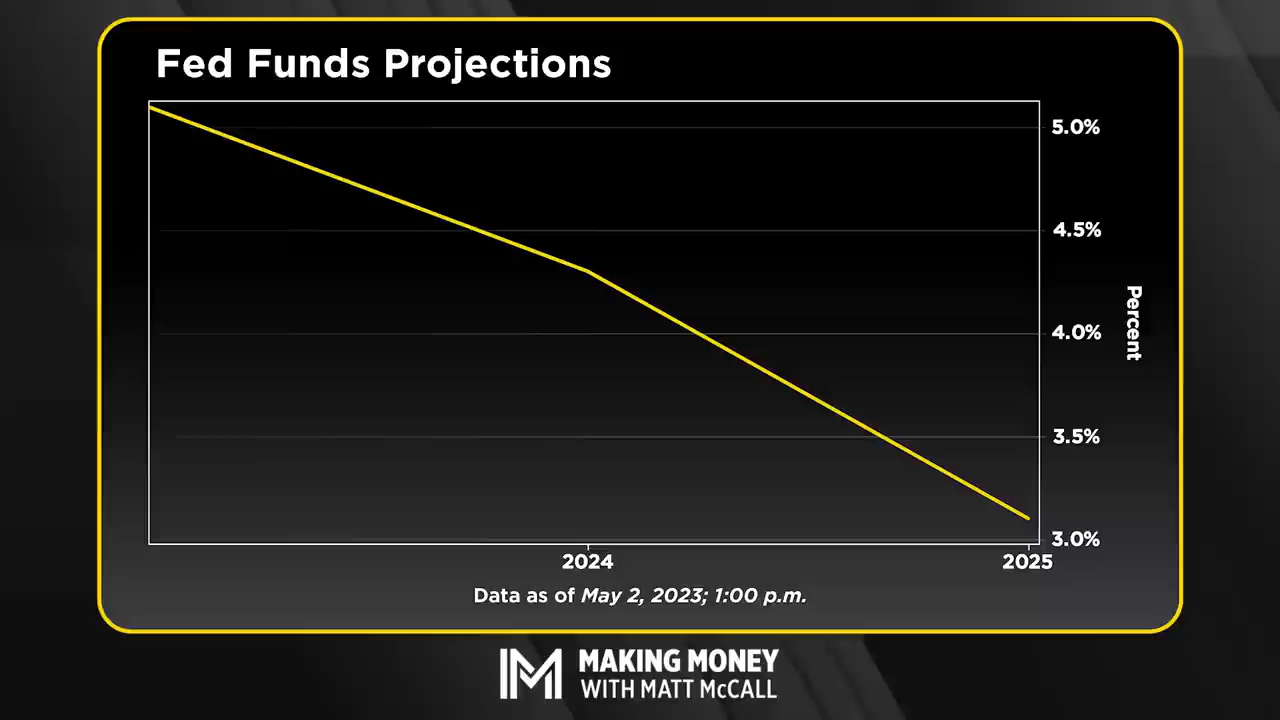 Fed Funds Projections
5.0%
4.5%
4.0%
3.5%
3.0%
Percent
2024
2025
Data as of May 2, 2023; 1:00 p.m.
MAKING MONEY
WITH MATT McCALL